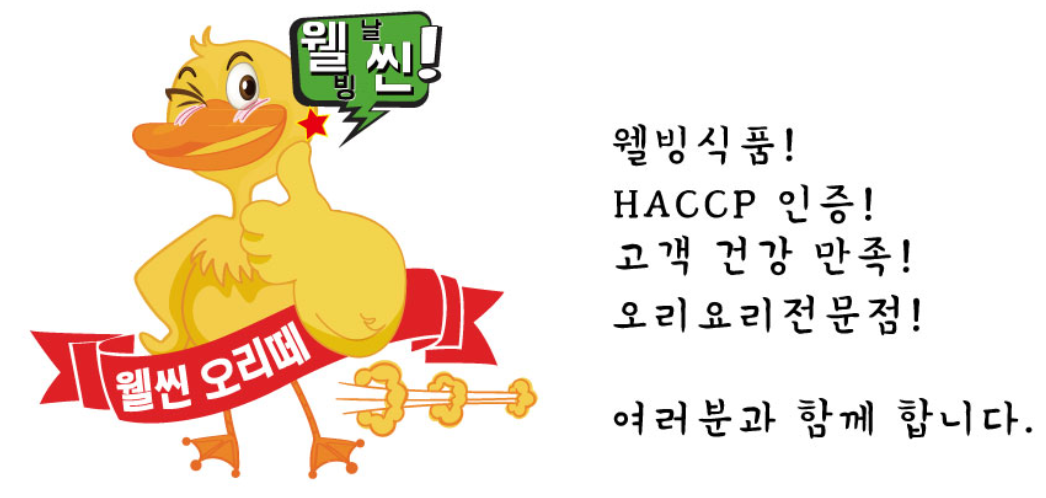 웰빙
날씬!
웰씬 오리떼
웰빙식품!
HACCP 인증!
고객 건강 만족!
오리요리전문점!
여러분과 함께 합니다.